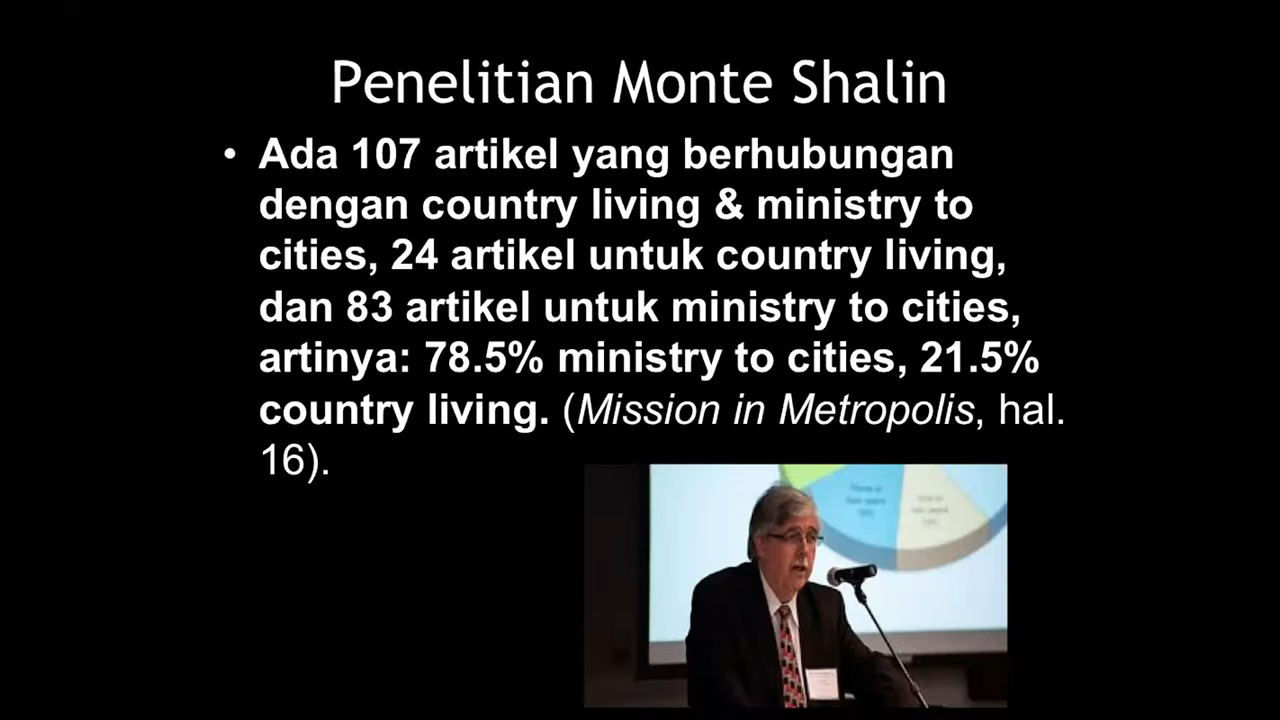 Penelitian Monte Shalin
• Ada 107 artikel yang berhubungan
dengan country living & ministry to
cities, 24 artikel untuk country living,
dan 83 artikel untuk ministry to cities,
artinya: 78.5% ministry to cities, 21.5%
country living. (Mission in Metropolis, hal.
16).